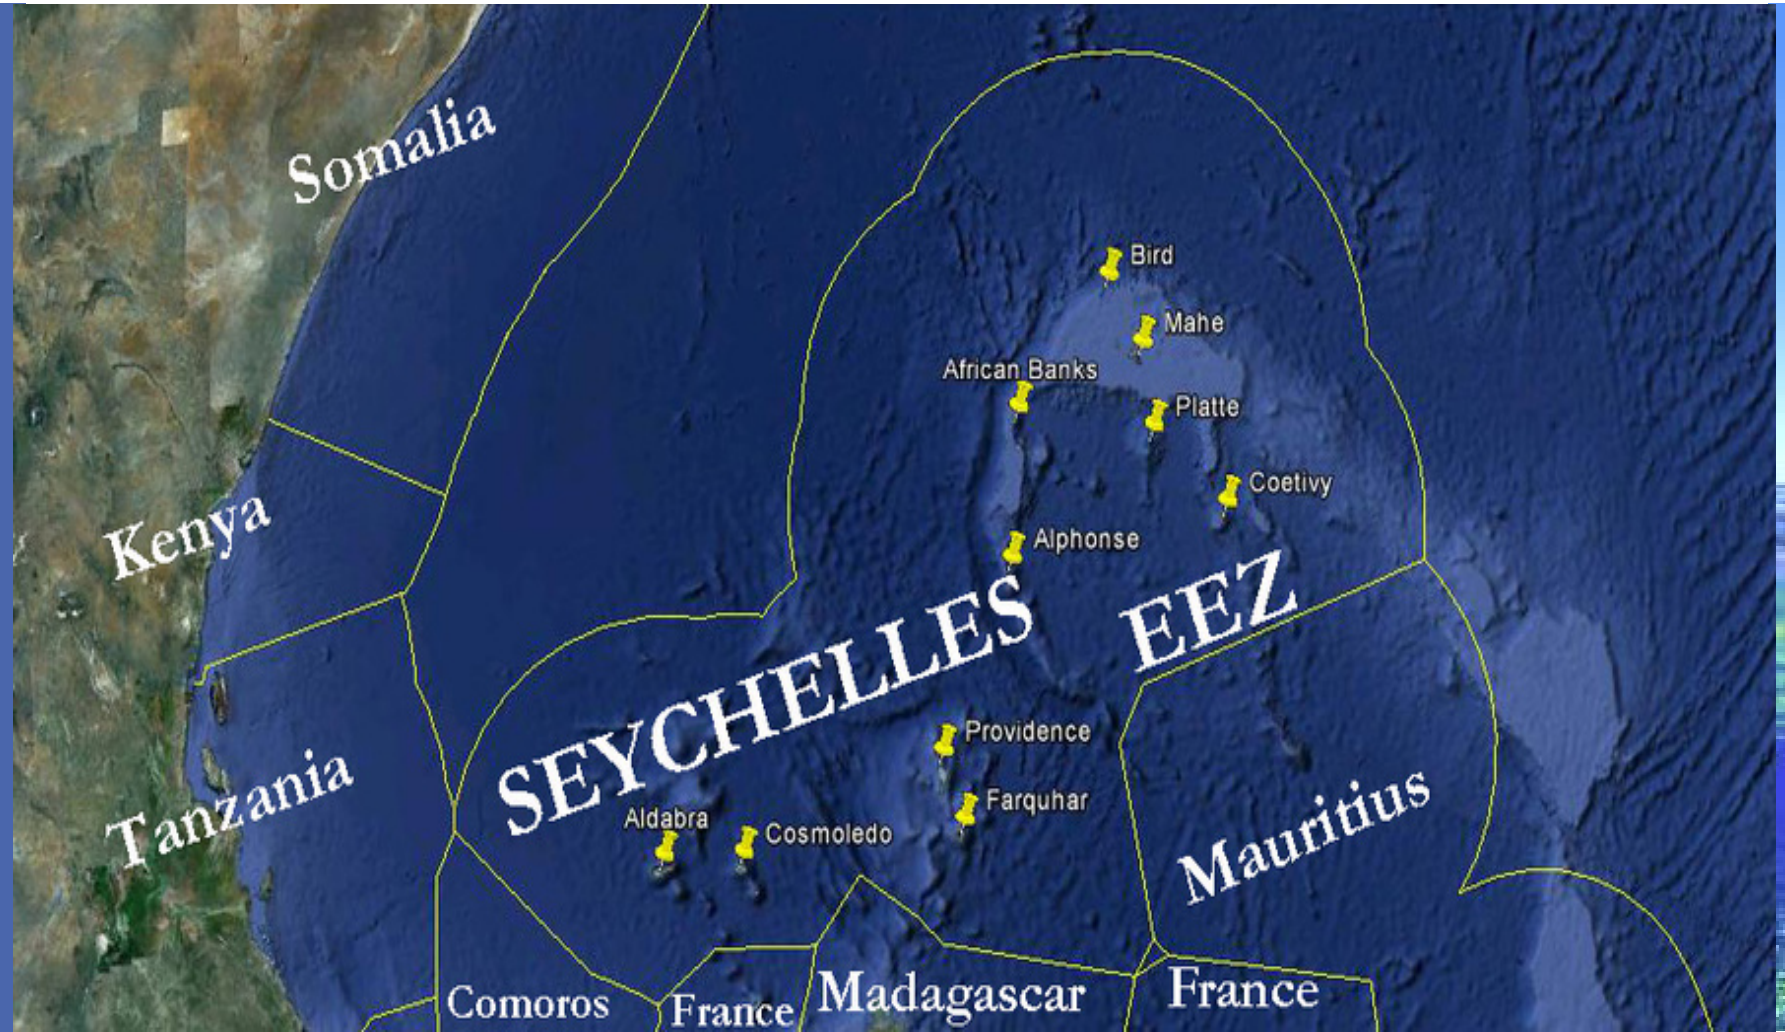 Somalia
Bird
Mahe
African Banks
Platte
Coetivy
Kenya
Alphonse
SEYCHELLES EEZ
Providence
Farquhar
Tanzania
Aldabra
Cosmoledo
Mauritius
Comoros
France
Madagascar
France